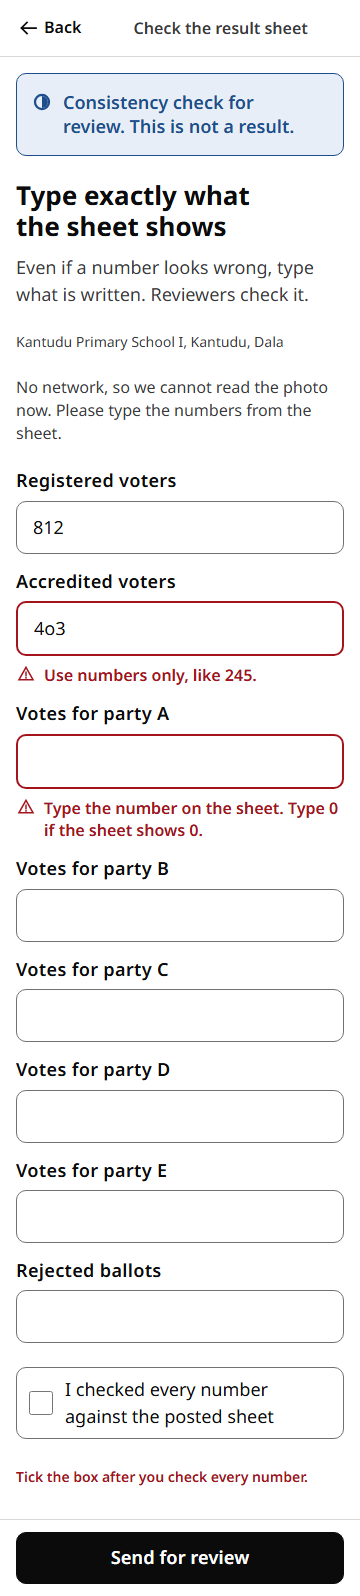 Back
Check the result sheet
Consistency check for
review. This is not a result.
Type exactly what
the sheet shows
Even if a number looks wrong, type
what is written. Reviewers check it.
Kantudu Primary School I, Kantudu, Dala
No network, so we cannot read the photo
now. Please type the numbers from the
sheet.
Registered voters
812
Accredited voters
4o3
Use numbers only, like 245.
Votes for party A
Type the number on the sheet. Type 0
if the sheet shows 0.
Votes for party B
Votes for party C
Votes for party D
Votes for party E
Rejected ballots
I checked every number
against the posted sheet
Tick the box after you check every number.
Send for review